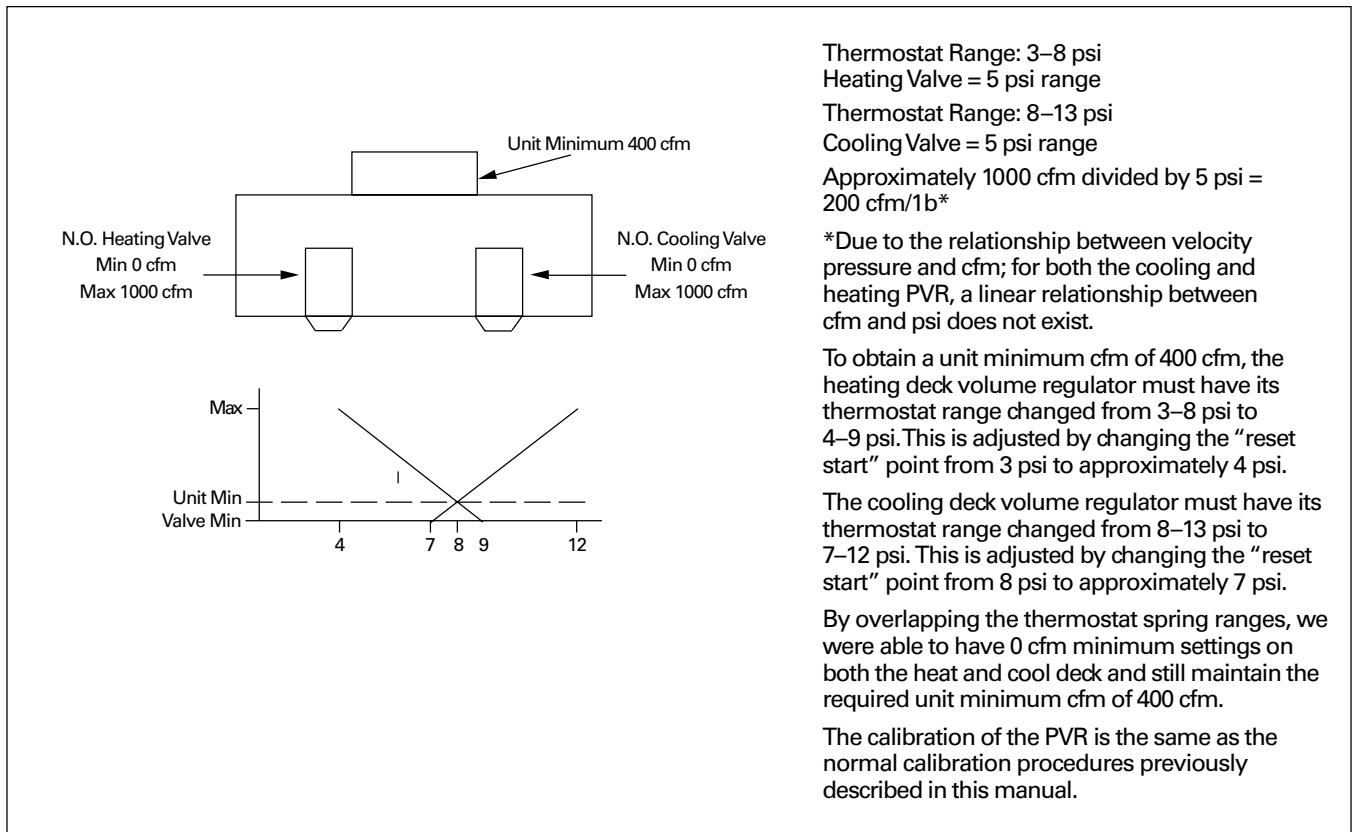 Unit Minimum 400 cfm
N.O. Heating Valve
Min 0 cfm
Max 1000 cfm
N.O. Cooling Valve
Min 0 cfm
Max 1000 cfm
Max
Unit Min
Valve Min
4 7 8 9 12
Thermostat Range: 3–8 psi
Heating Valve = 5 psi range
Thermostat Range: 8–13 psi
Cooling Valve = 5 psi range
Approximately 1000 cfm divided by 5 psi =
200 cfm/1b*
*Due to the relationship between velocity
pressure and cfm; for both the cooling and
heating PVR, a linear relationship between
cfm and psi does not exist.
To obtain a unit minimum cfm of 400 cfm, the
heating deck volume regulator must have its
thermostat range changed from 3–8 psi to
4–9 psi. This is adjusted by changing the “reset
start” point from 3 psi to approximately 4 psi.
The cooling deck volume regulator must have its
thermostat range changed from 8–13 psi to
7–12 psi. This is adjusted by changing the “reset
start” point from 8 psi to approximately 7 psi.
By overlapping the thermostat spring ranges, we
were able to have 0 cfm minimum settings on
both the heat and cool deck and still maintain the
required unit minimum cfm of 400 cfm.
The calibration of the PVR is the same as the
normal calibration procedures previously
described in this manual.